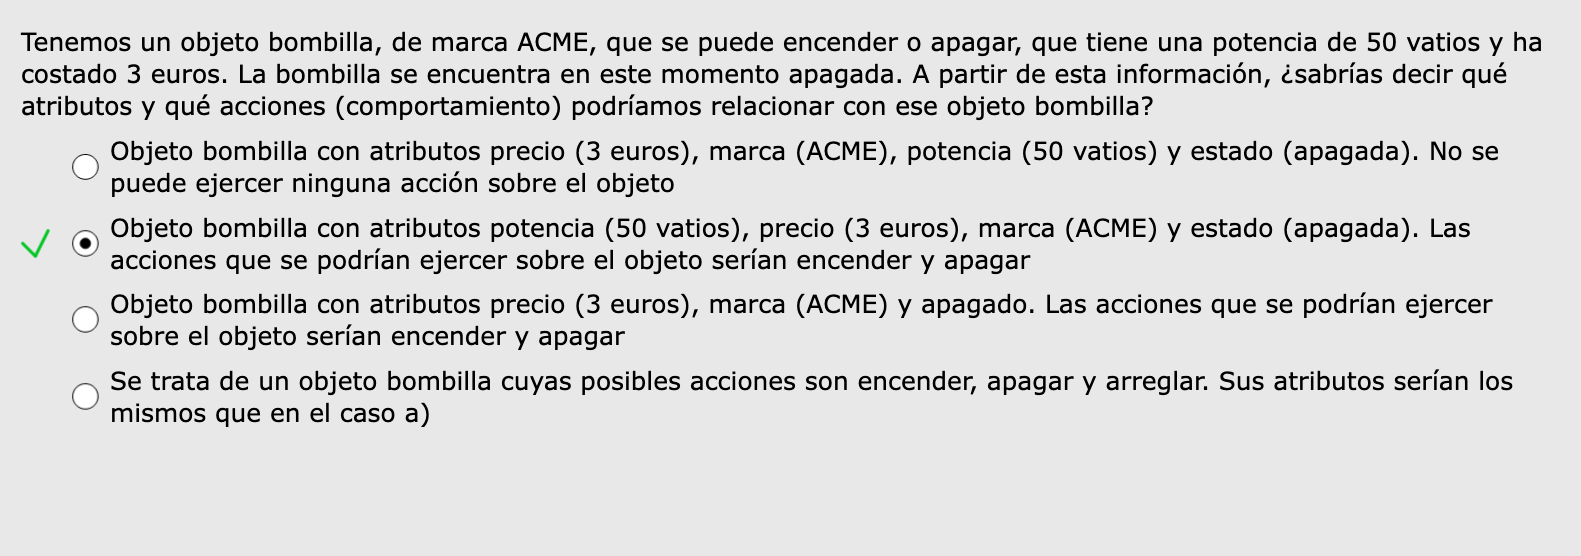 Tenemos un objeto bombilla, de marca ACME, que se puede encender o apagar, que tiene una potencia de 50 vatios y ha
costado 3 euros. La bombilla se encuentra en este momento apagada. A partir de esta información, ¿sabrías decir qué
atributos y qué acciones (comportamiento) podríamos relacionar con ese objeto bombilla?
Objeto bombilla con atributos precio (3 euros), marca (ACME), potencia (50 vatios) y estado (apagada). No se
puede ejercer ninguna acción sobre el objeto
Objeto bombilla con atributos potencia (50 vatios), precio (3 euros), marca (ACME) y estado (apagada). Las
acciones que se podrían ejercer sobre el objeto serían encender y apagar
Objeto bombilla con atributos precio (3 euros), marca (ACME) y apagado. Las acciones que se podrían ejercer
sobre el objeto serían encender y apagar
Se trata de un objeto bombilla cuyas posibles acciones son encender, apagar y arreglar. Sus atributos serían los
mismos que en el caso a)